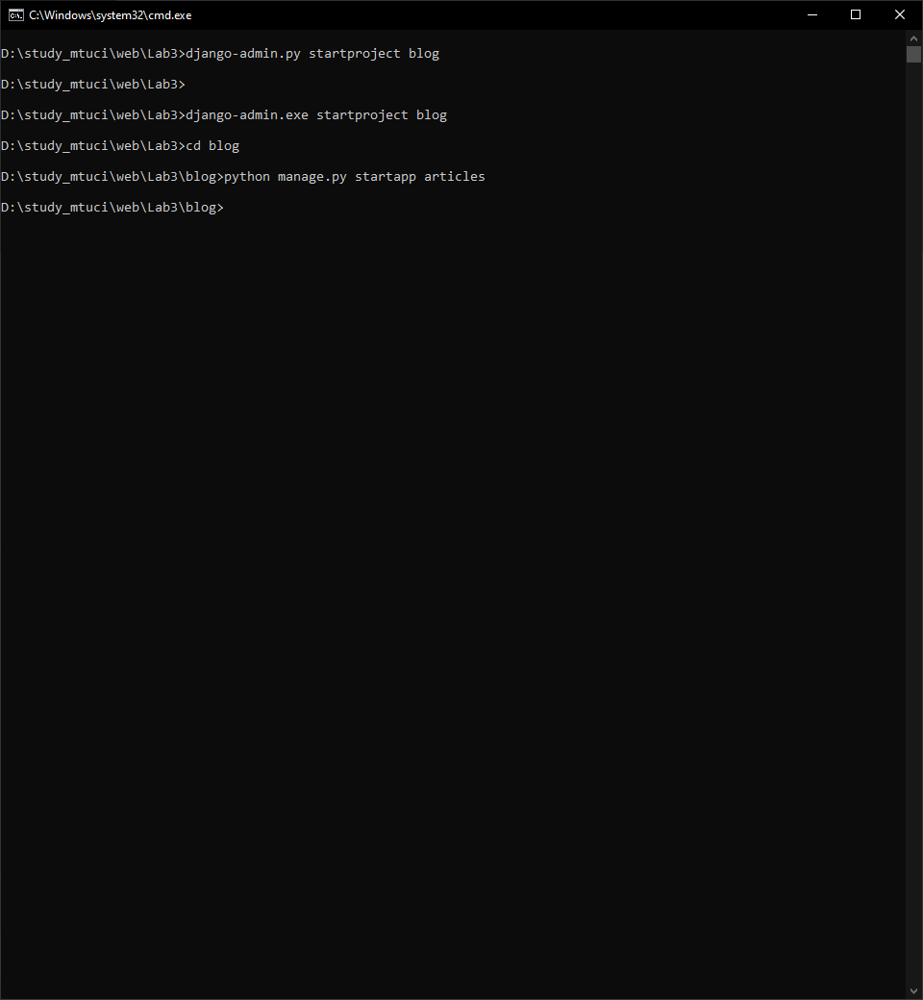 C:\Windows\system32\cmd.exe
D:\study_mtuci\web\Lab3>django-admin.py startproject blog
D:\study_mtuci\web\Lab3>
D:\study_mtuci\web\Lab3>django-admin.exe startproject blog
D:\study_mtuci\web\Lab3>cd blog
D:\study_mtuci\web\Lab3\blog>python manage.py startapp articles
D:\study_mtuci\web\Lab3\blog>